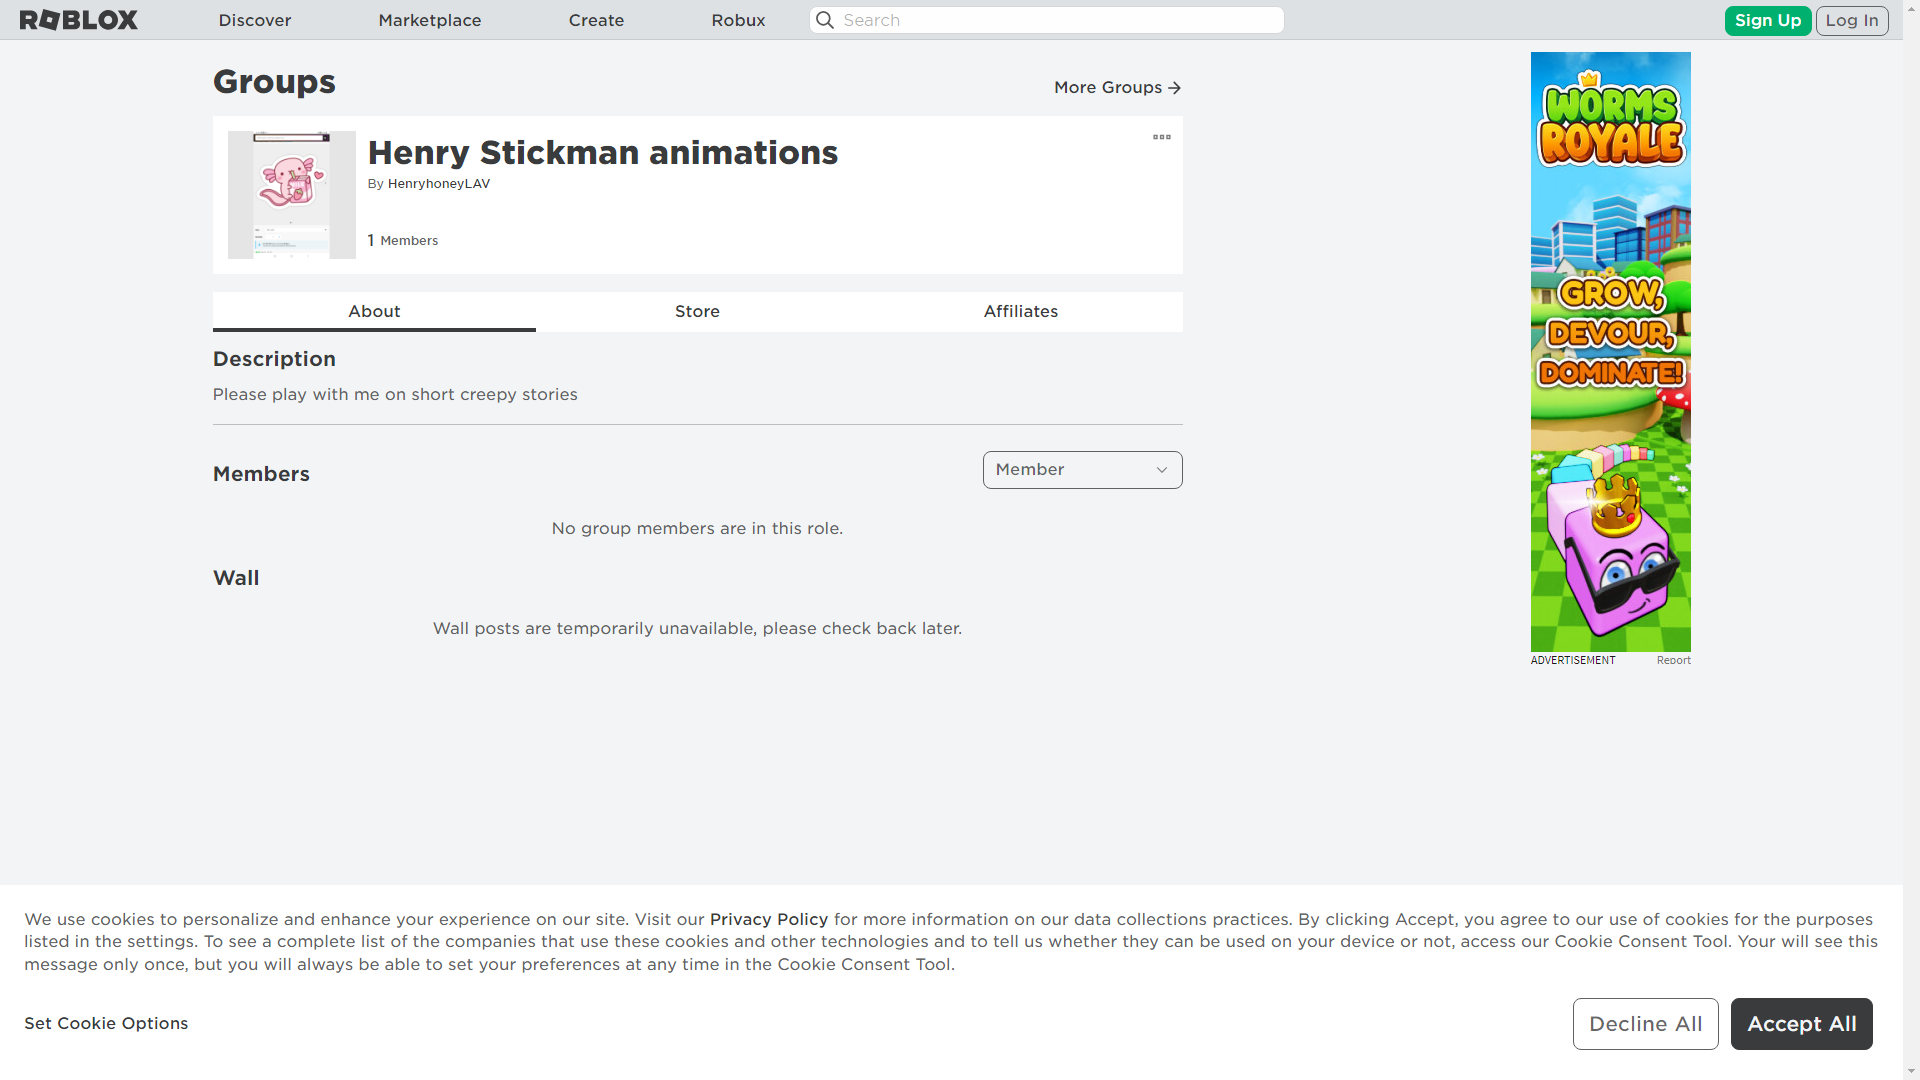 ROBLOX
Discover
Marketplace
Create
Robux
Search
Sign Up
Log In
Groups
More Groups
Henry Stickman animations
By HenryhoneyLAV
1 Members
About
Store
Affiliates
Description
Please play with me on short creepy stories
Members
Member
No group members are in this role.
Wall
Wall posts are temporarily unavailable, please check back later.
WORMS
ROYALE
GROW,
DEVOUR,
DOMINATE!
ADVERTISEMENT
Report
We use cookies to personalize and enhance your experience on our site. Visit our Privacy Policy for more information on our data collections practices. By clicking Accept, you agree to our use of cookies for the purposes
listed in the settings. To see a complete list of the companies that use these cookies and other technologies and to tell us whether they can be used on your device or not, access our Cookie Consent Tool. Your will see this
message only once, but you will always be able to set your preferences at any time in the Cookie Consent Tool.
Set Cookie Options
Decline All
Accept All